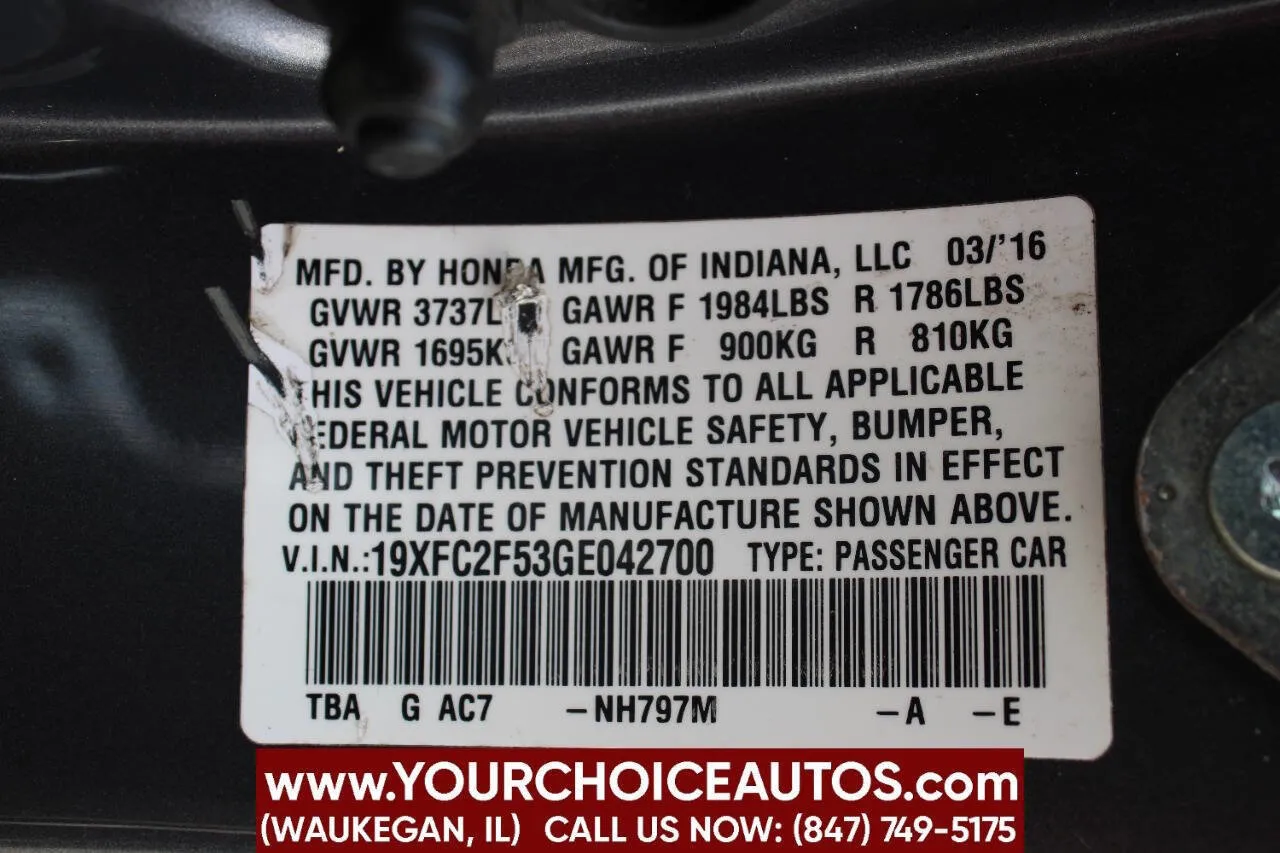 MFD. BY HONDA MFG. OF INDIANA, LLC 03/'16
GVWR 3737L GAWR F 1984LBS R 1786LBS
GVWR 1695K GAWR F 900KG R 810KG
THIS VEHICLE CONFORMS TO ALL APPLICABLE
FEDERAL MOTOR VEHICLE SAFETY, BUMPER,
AND THEFT PREVENTION STANDARDS IN EFFECT
ON THE DATE OF MANUFACTURE SHOWN ABOVE.
V.I.N.:19XFC2F53GE042700 TYPE: PASSENGER CAR
TBA G AC7 -NH797M -A -E
www.YOURCHOICEAUTOS.com
(WAUKEGAN, IL) CALL US NOW: (847) 749-5175